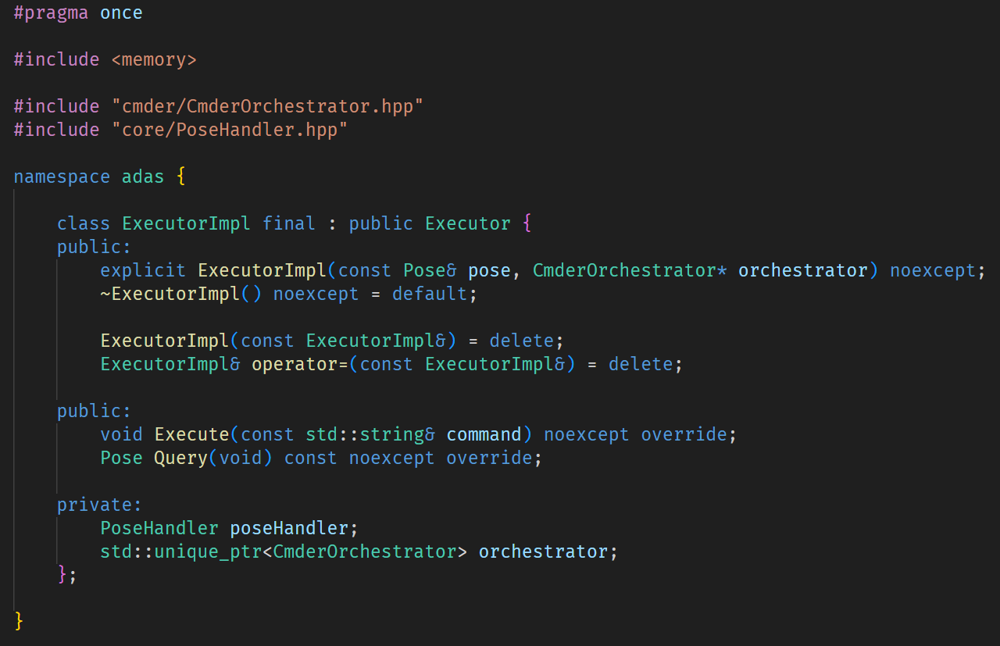 #pragma once
#include <memory>
#include "cmder/CmderOrchestrator.hpp"
#include "core/PoseHandler.hpp"
namespace adas {
class ExecutorImpl final : public Executor {
public:
explicit ExecutorImpl(const Pose& pose, CmderOrchestrator* orchestrator) noexcept;
~ExecutorImpl() noexcept = default;
ExecutorImpl(const ExecutorImpl&) = delete;
ExecutorImpl& operator=(const ExecutorImpl&) = delete;
public:
void Execute(const std::string& command) noexcept override;
Pose Query(void) const noexcept override;
private:
PoseHandler poseHandler;
std::unique_ptr<CmderOrchestrator> orchestrator;
};
}